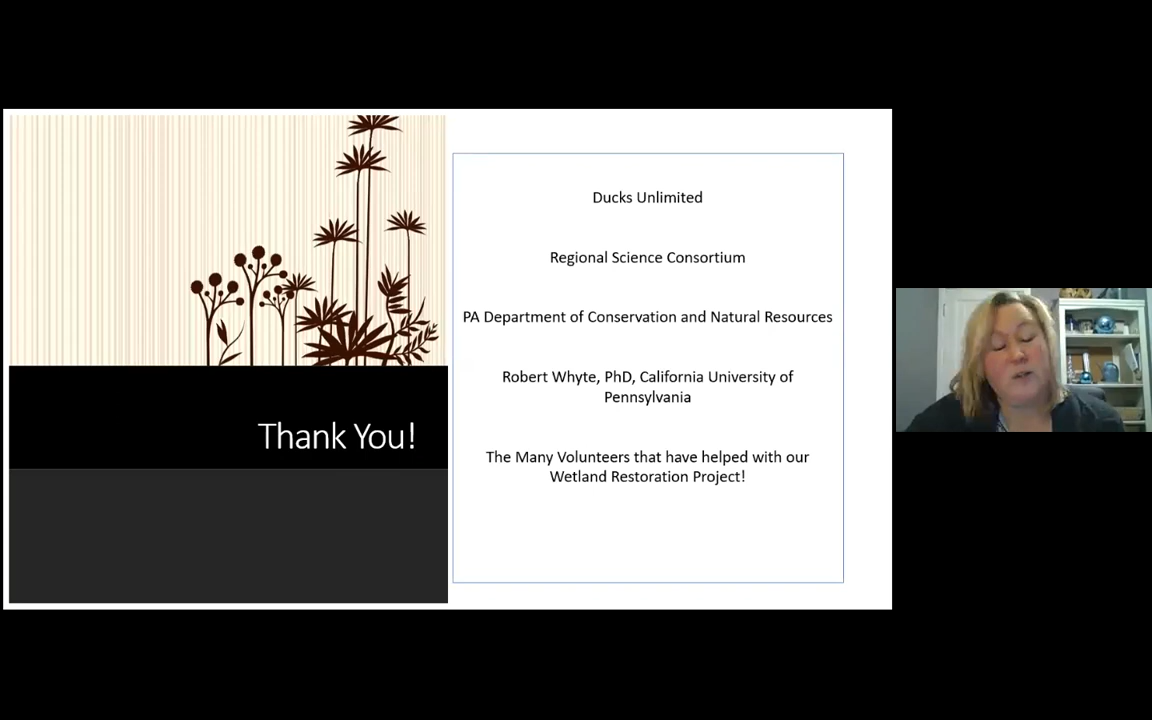 Thank You!
Ducks Unlimited
Regional Science Consortium
PA Department of Conservation and Natural Resources
Robert Whyte, PhD, California University of
Pennsylvania
The Many Volunteers that have helped with our
Wetland Restoration Project!